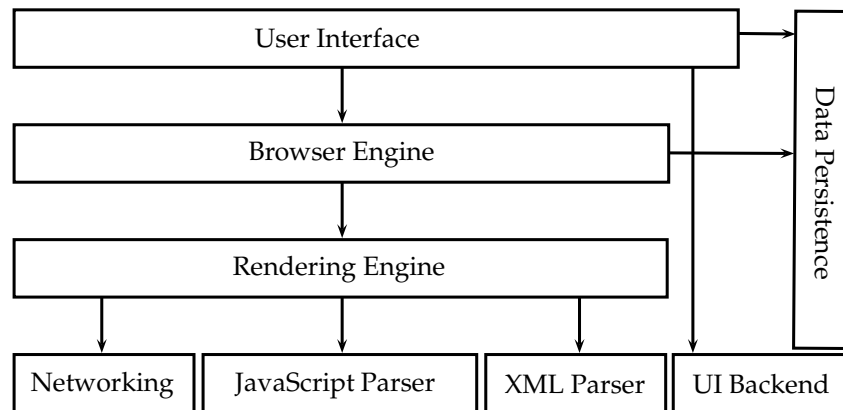 User Interface
Browser Engine
Rendering Engine
Data Persistence
Networking
JavaScript Parser
XML Parser
UI Backend